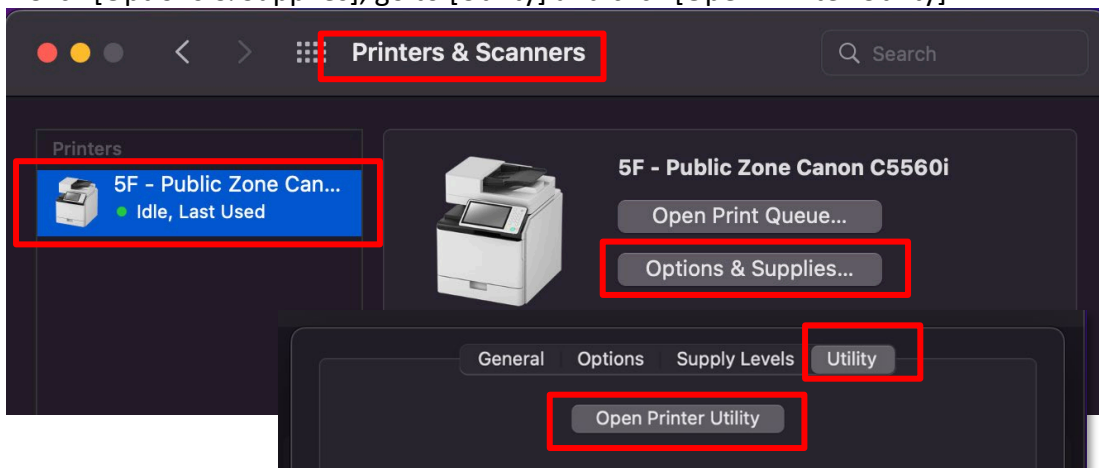 Printers & Scanners
Search
Printers
5F - Public Zone Can...
Idle, Last Used
5F - Public Zone Canon C5560i
Open Print Queue...
Options & Supplies...
General Options Supply Levels Utility
Open Printer Utility